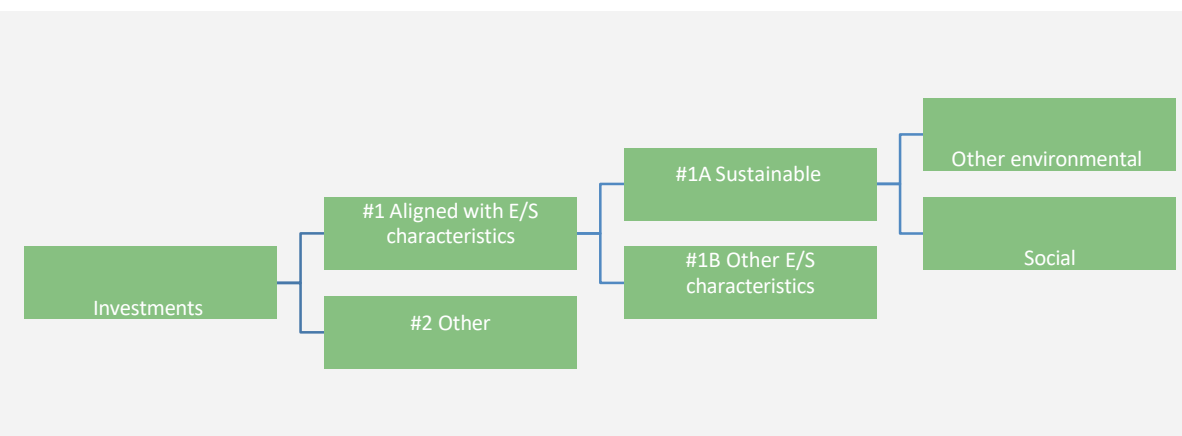 Investments
#1 Aligned with E/S
characteristics
#2 Other
#1A Sustainable
#1B Other E/S
characteristics
Other environmental
Social